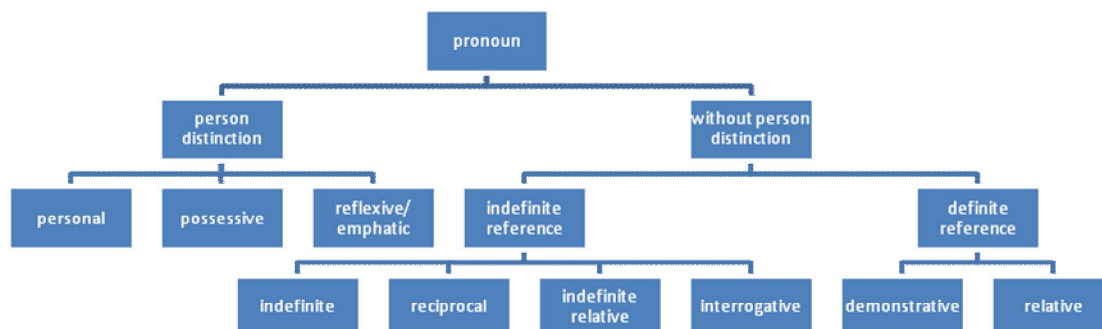 pronoun
person
distinction
without person
distinction
personal
possessive
reflexive/
emphatic
indefinite
reference
definite
reference
indefinite
reciprocal
indefinite
relative
interrogative
demonstrative
relative